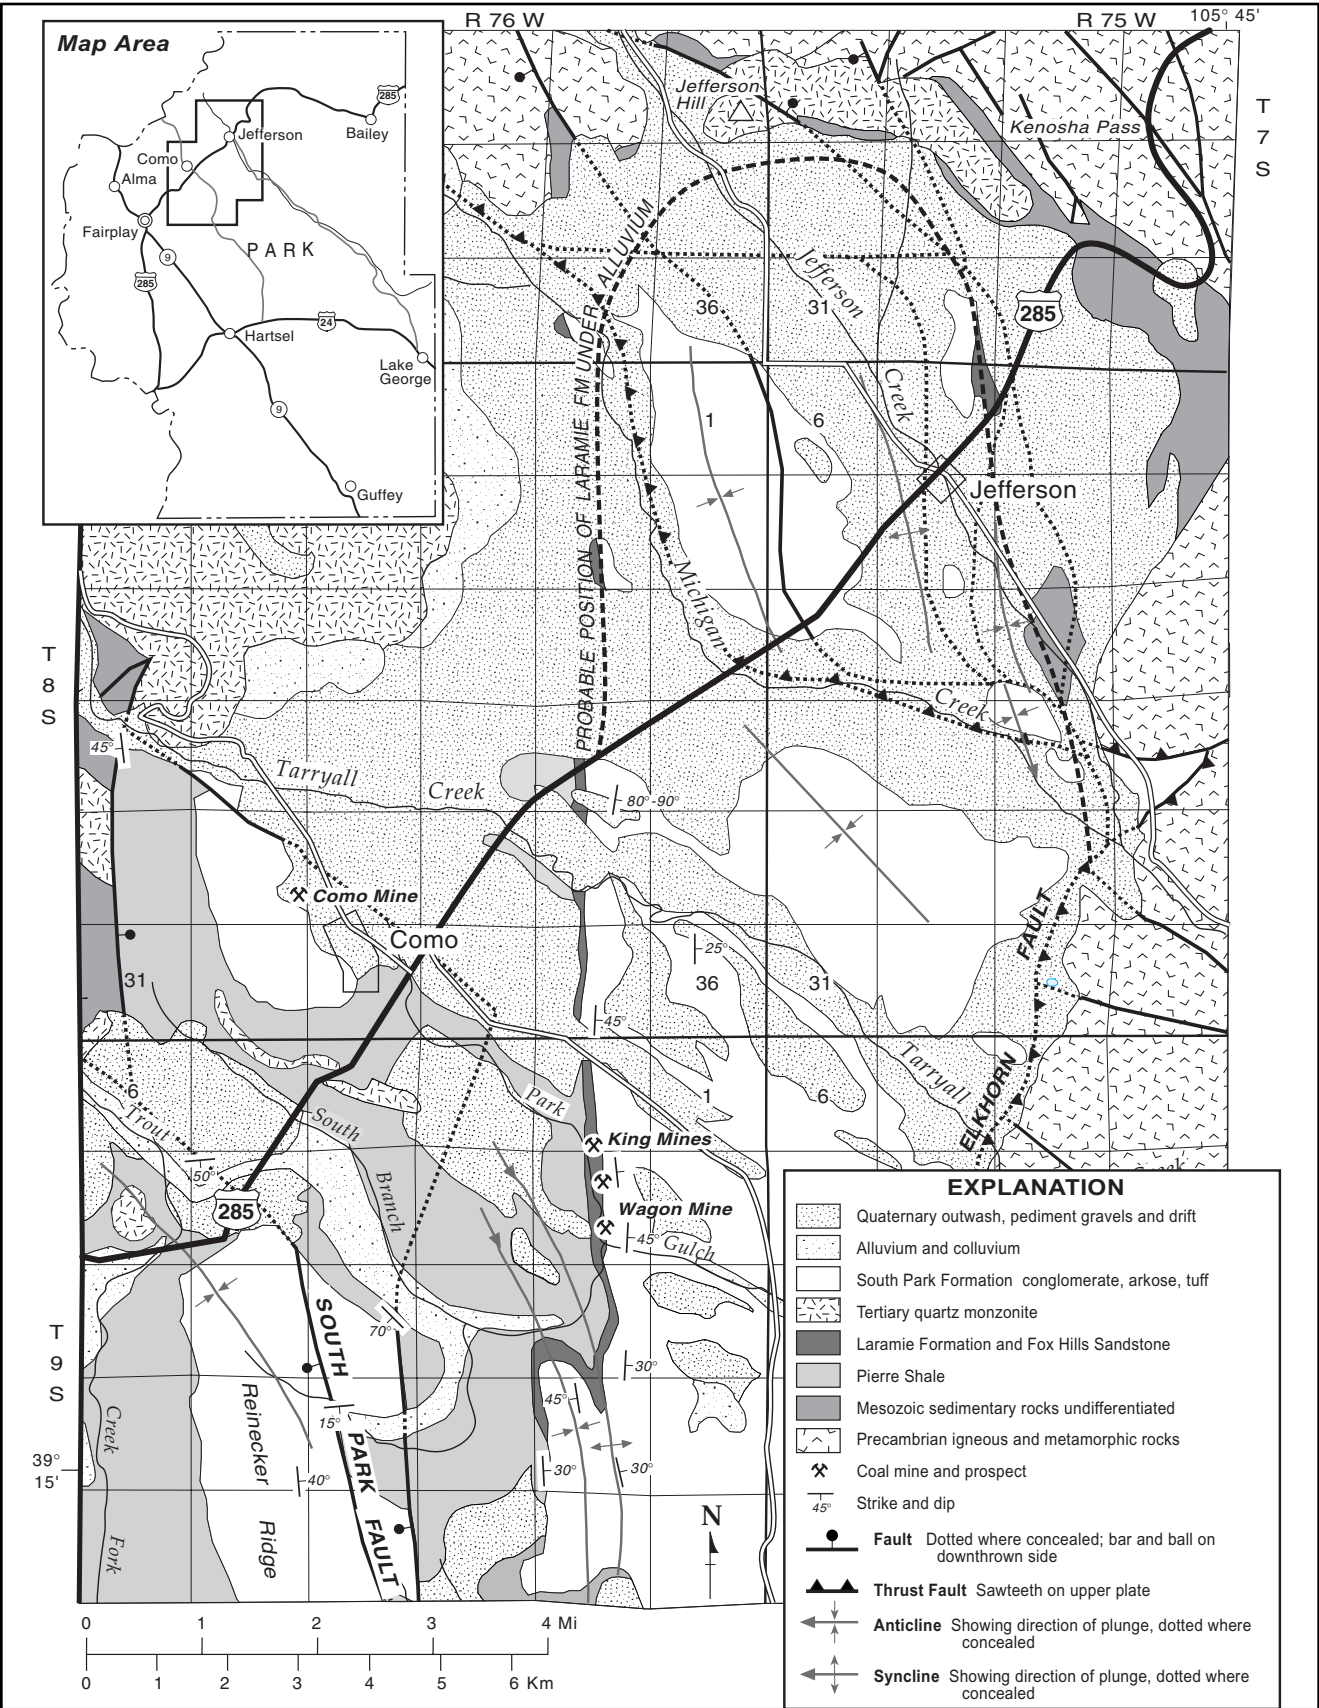 R 76 W
R 75 W
105° 45'
Map Area
285
Bailey
Jefferson
Como
Alma
Fairplay
PARK
9
285
Hartsel
24
Lake
George
9
Guffey
Jefferson
Hill
Kenosha Pass
T
7
S
PROBABLE POSITION OF LARAMIE FM UNDER ALLUVIUM
Jefferson
Creek
36
31
285
1
6
Jefferson
Michigan
Creek
T
8
S
45°
Tarryall
Creek
80°-90°
Como Mine
Como
25°
FAULT
31
36
31
45°
Tarryall
ELKHORN
6
Trout
South
Branch
Park
1
6
King Mines
50°
285
Wagon Mine
45°
Gulch
Creek
SOUTH
70°
T
9
S
30°
45°
15°
Reinecker
Creek
PARK
39°
15'
40°
30°
30°
N
Ridge
Fork
FAULT
0
1
2
3
4 Mi
0
1
2
3
4
5
6 Km
EXPLANATION
Quaternary outwash, pediment gravels and drift
Alluvium and colluvium
South Park Formation conglomerate, arkose, tuff
Tertiary quartz monzonite
Laramie Formation and Fox Hills Sandstone
Pierre Shale
Mesozoic sedimentary rocks undifferentiated
Precambrian igneous and metamorphic rocks
Coal mine and prospect
45°
Strike and dip
Fault Dotted where concealed; bar and ball on
downthrown side
Thrust Fault Sawteeth on upper plate
Anticline Showing direction of plunge, dotted where
concealed
Syncline Showing direction of plunge, dotted where
concealed